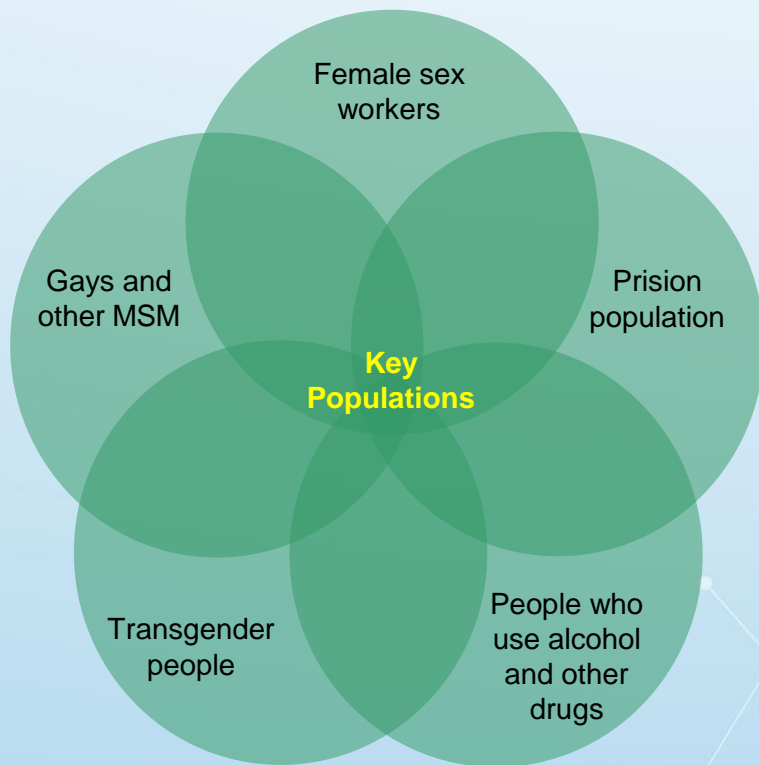 Female sex
workers
Gays and
other MSM
Prision
population
Key
Populations
Transgender
people
People who
use alcohol
and other
drugs